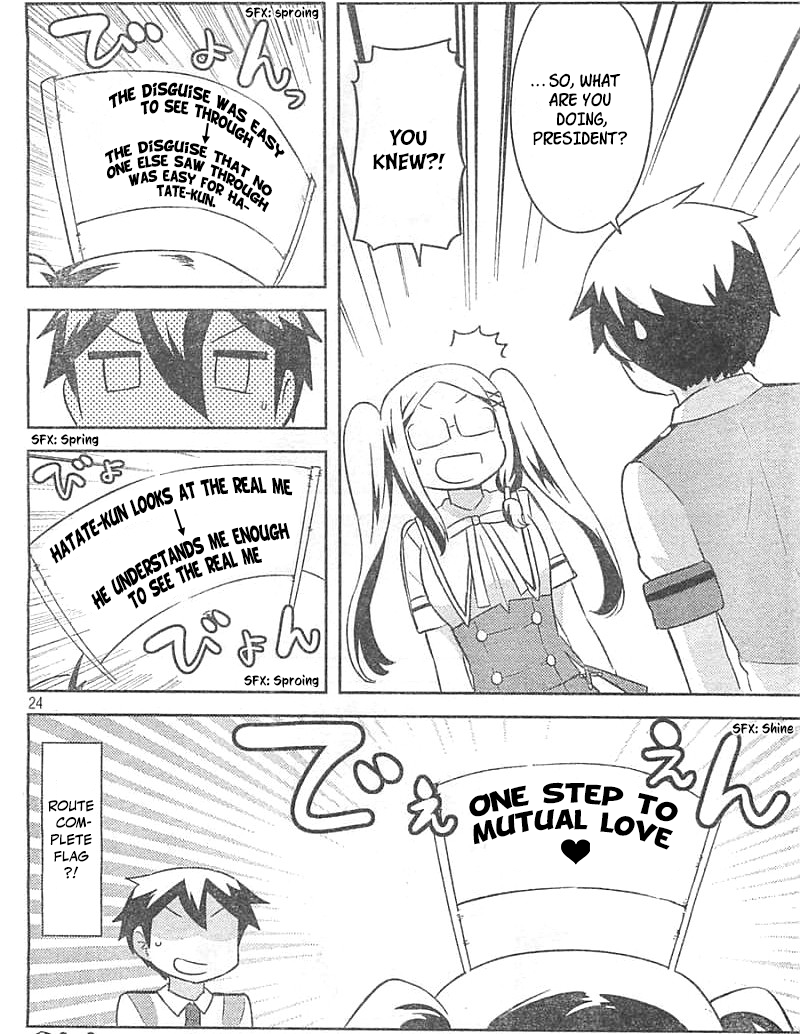 ...SO, WHAT
ARE YOU
DOING,
PRESIDENT?
YOU
KNEW?!
SFX: sproing
びょんっ
THE DISGUISE WAS EASY
TO SEE THROUGH
↓
THE DISGUISE THAT NO
ONE ELSE SAW THROUGH
WAS EASY FOR HA-
TATE-KUN.
SFX: Spring
びょ
HATATE-KUN LOOKS AT THE REAL ME
↓
HE UNDERSTANDS ME ENOUGH
TO SEE THE REAL ME
びょん
SFX: Sproing
24
SFX: Shine
でぇえん
ONE STEP TO
MUTUAL LOVE
♥
ROUTE
COM-
PLETE
FLAG
?!